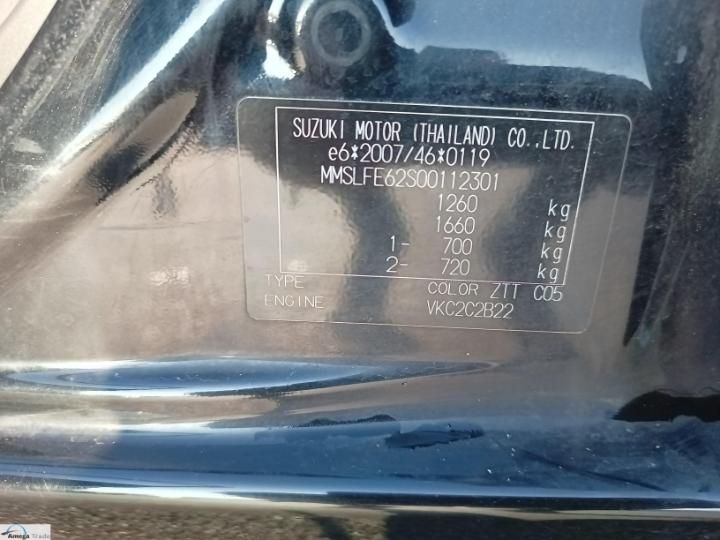 SUZUKI MOTOR (THAILAND) CO.,LTD.
e6*2007/46*0119
MMSLFE62S00112301
1260 kg
1660 kg
1- 700 kg
2- 720 kg
TYPE COLOR ZTT C05
ENGINE VKC2C2B22
Amega Trade